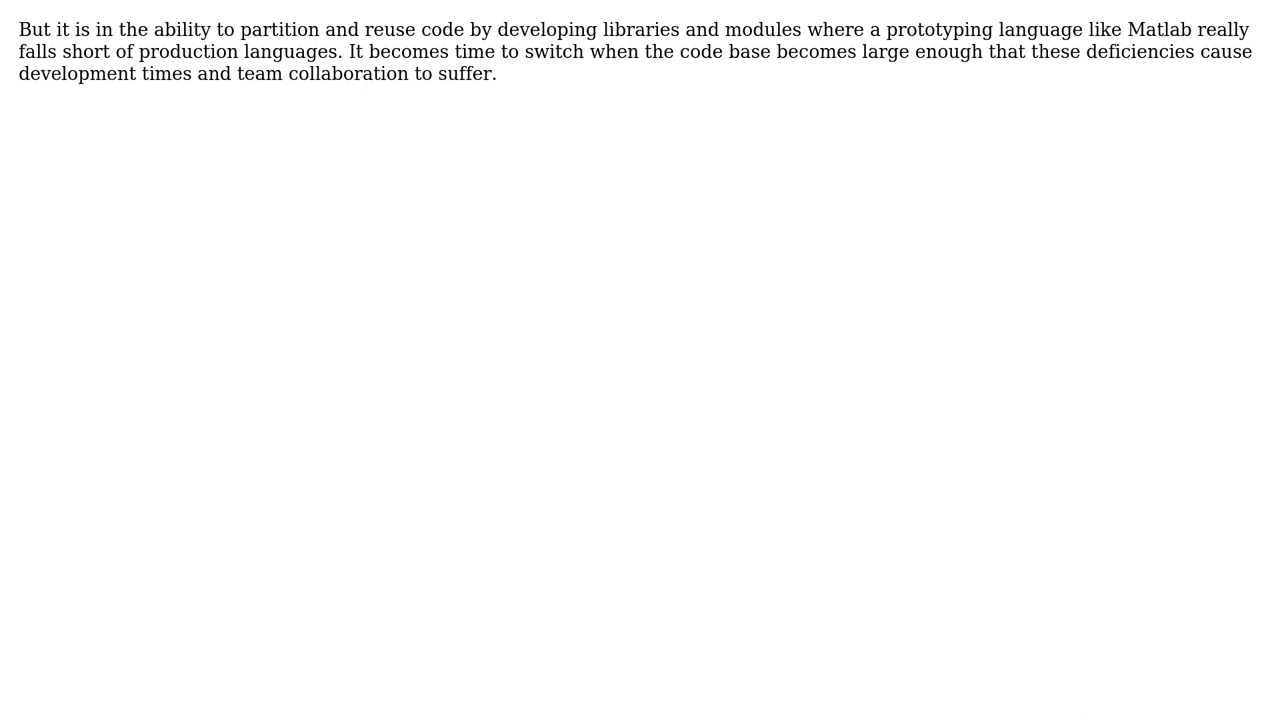 But it is in the ability to partition and reuse code by developing libraries and modules where a prototyping language like Matlab really
falls short of production languages. It becomes time to switch when the code base becomes large enough that these deficiencies cause
development times and team collaboration to suffer.